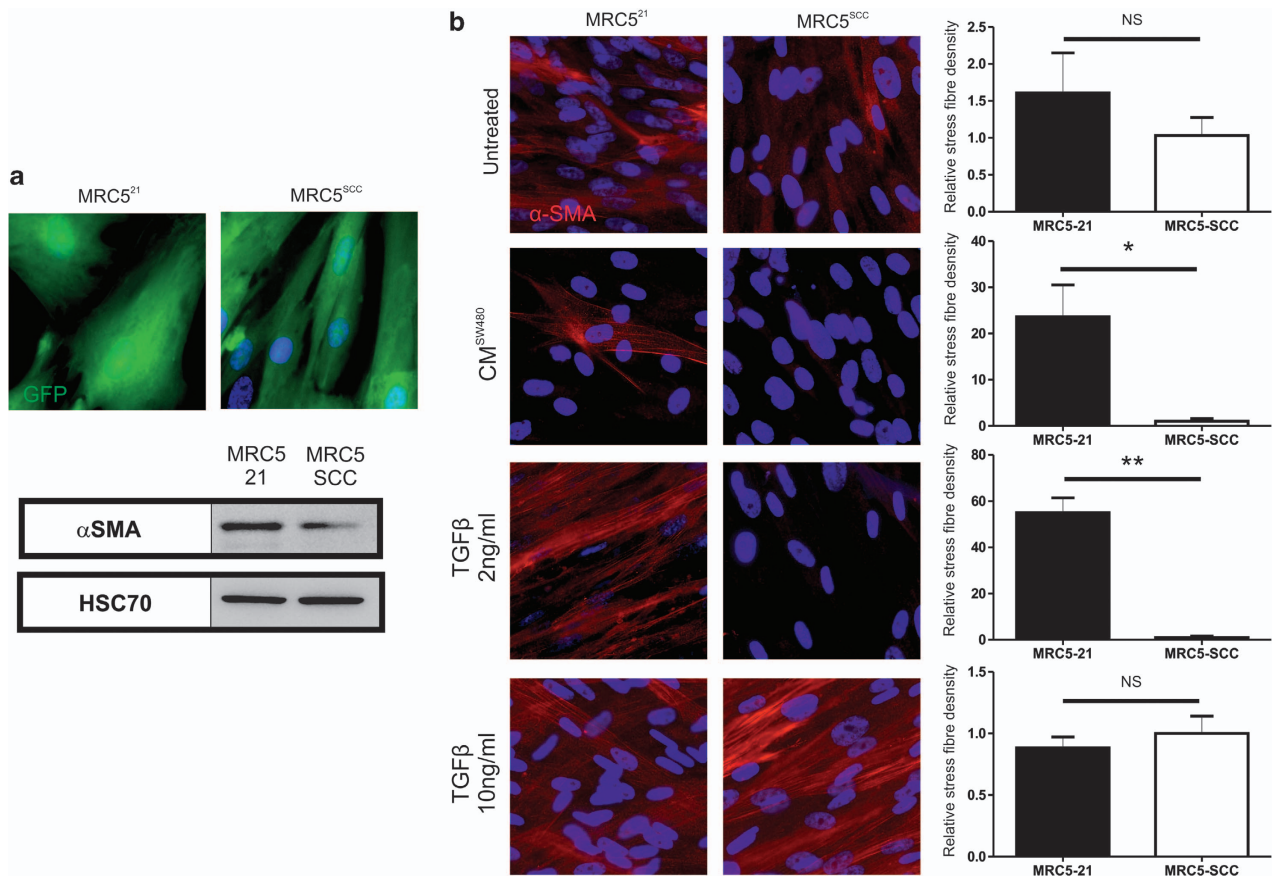 a
MRC5²¹
MRC5ˢᶜᶜ
GFP
MRC5
21
MRC5
SCC
αSMA
HSC70
b
MRC5²¹
MRC5ˢᶜᶜ
Untreated
α-SMA
Relative stress fibre desnsity
2.5
2.0
1.5
1.0
0.5
0.0
NS
MRC5-21
MRC5-SCC
CMˢᵂ⁴⁸⁰
Relative stress fibre desnsity
40
30
20
10
0
*
MRC5-21
MRC5-SCC
TGFβ
2ng/ml
Relative stress fibre desnsity
80
60
40
20
0
**
MRC5-21
MRC5-SCC
TGFβ
10ng/ml
Relative stress fibre desnsity
1.5
1.0
0.5
0.0
NS
MRC5-21
MRC5-SCC